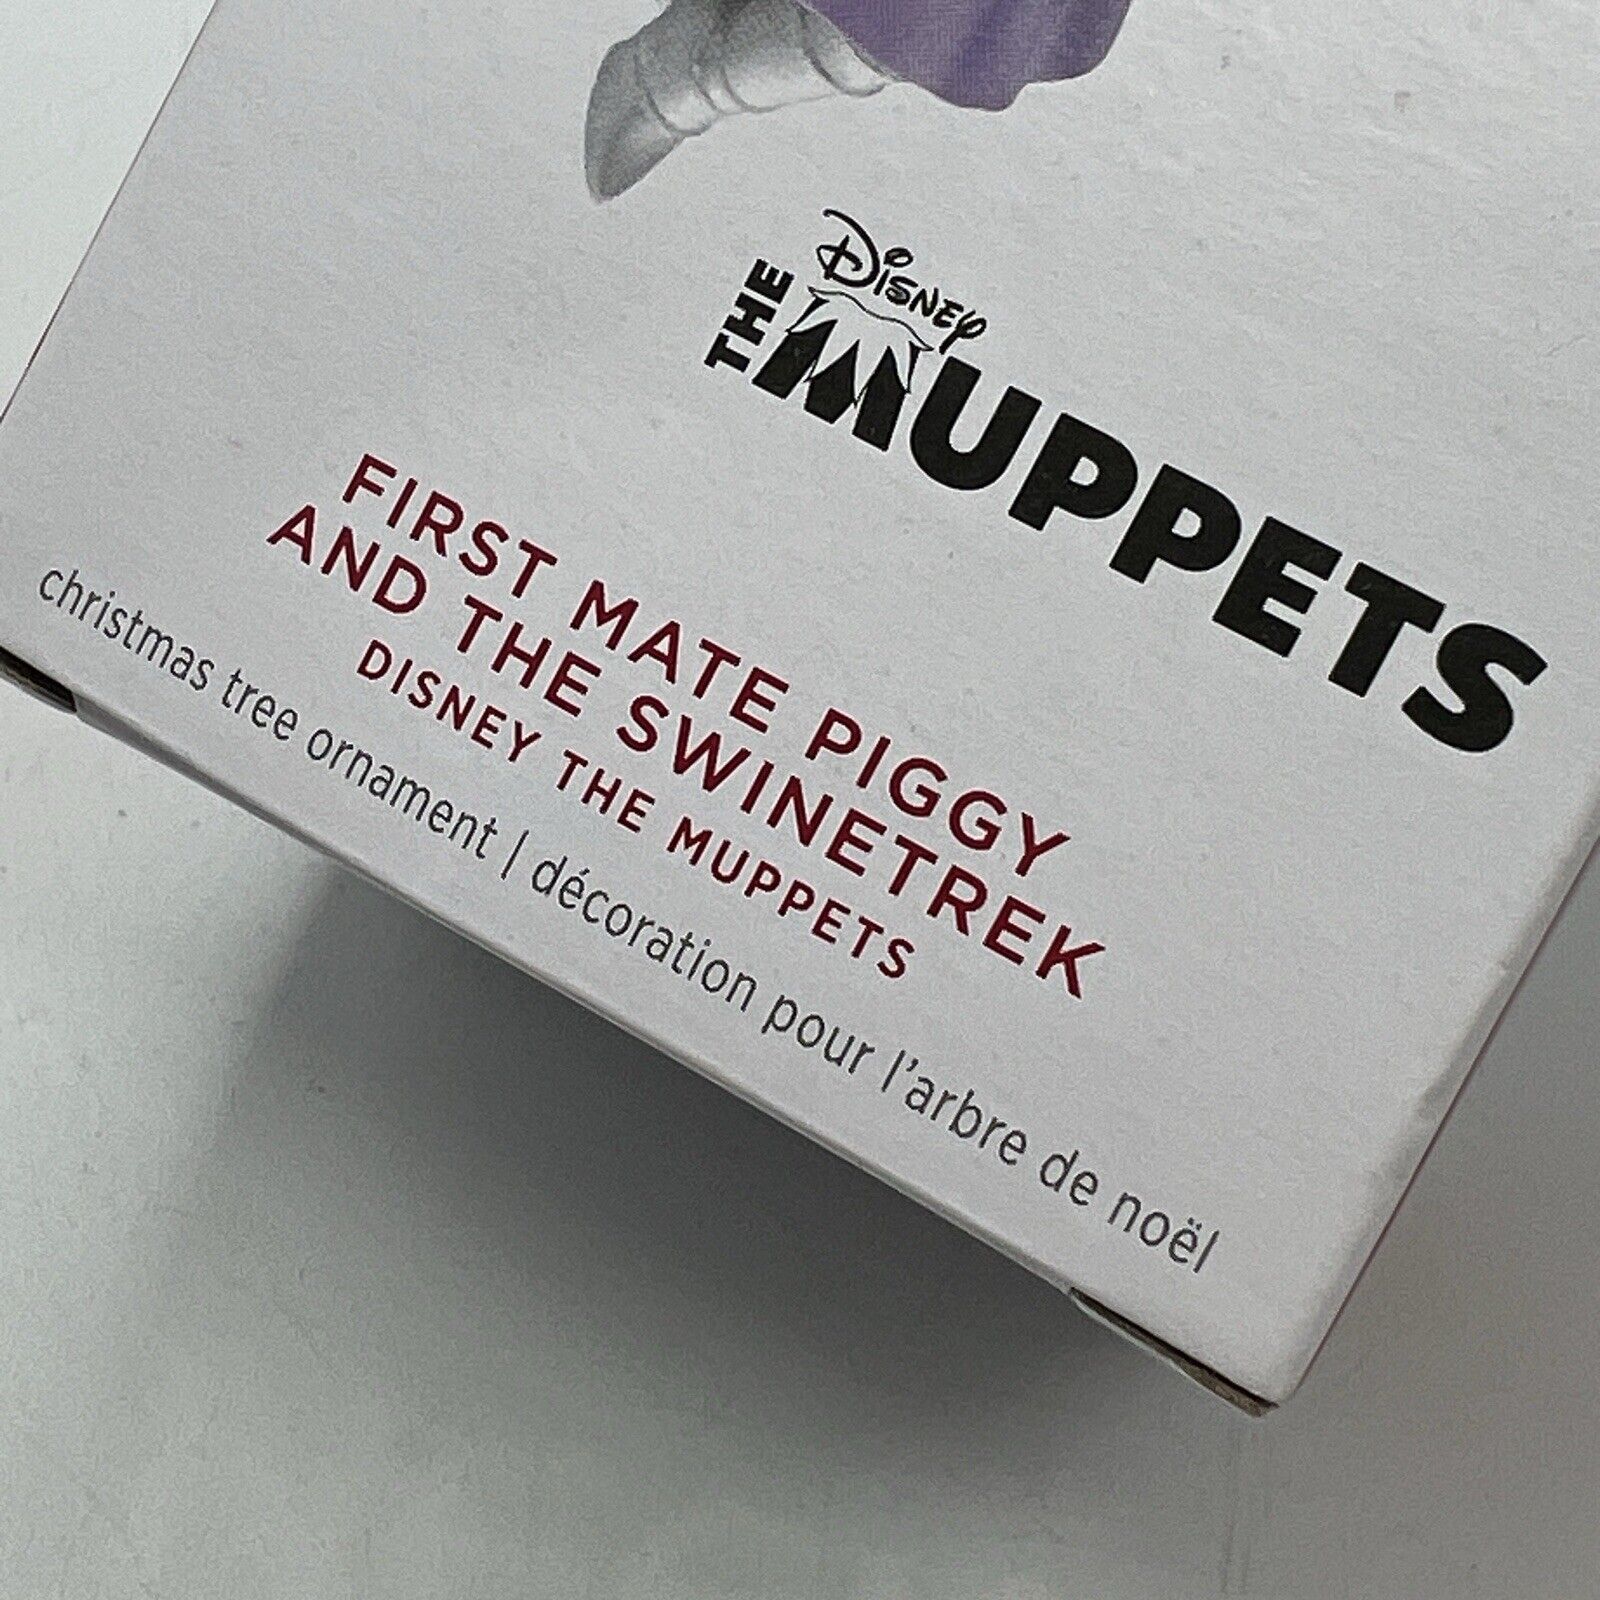 Disney
THE MUPPETS
FIRST MATE PIGGY
AND THE SWINETREK
DISNEY THE MUPPETS
christmas tree ornament | décoration pour l'arbre de noël